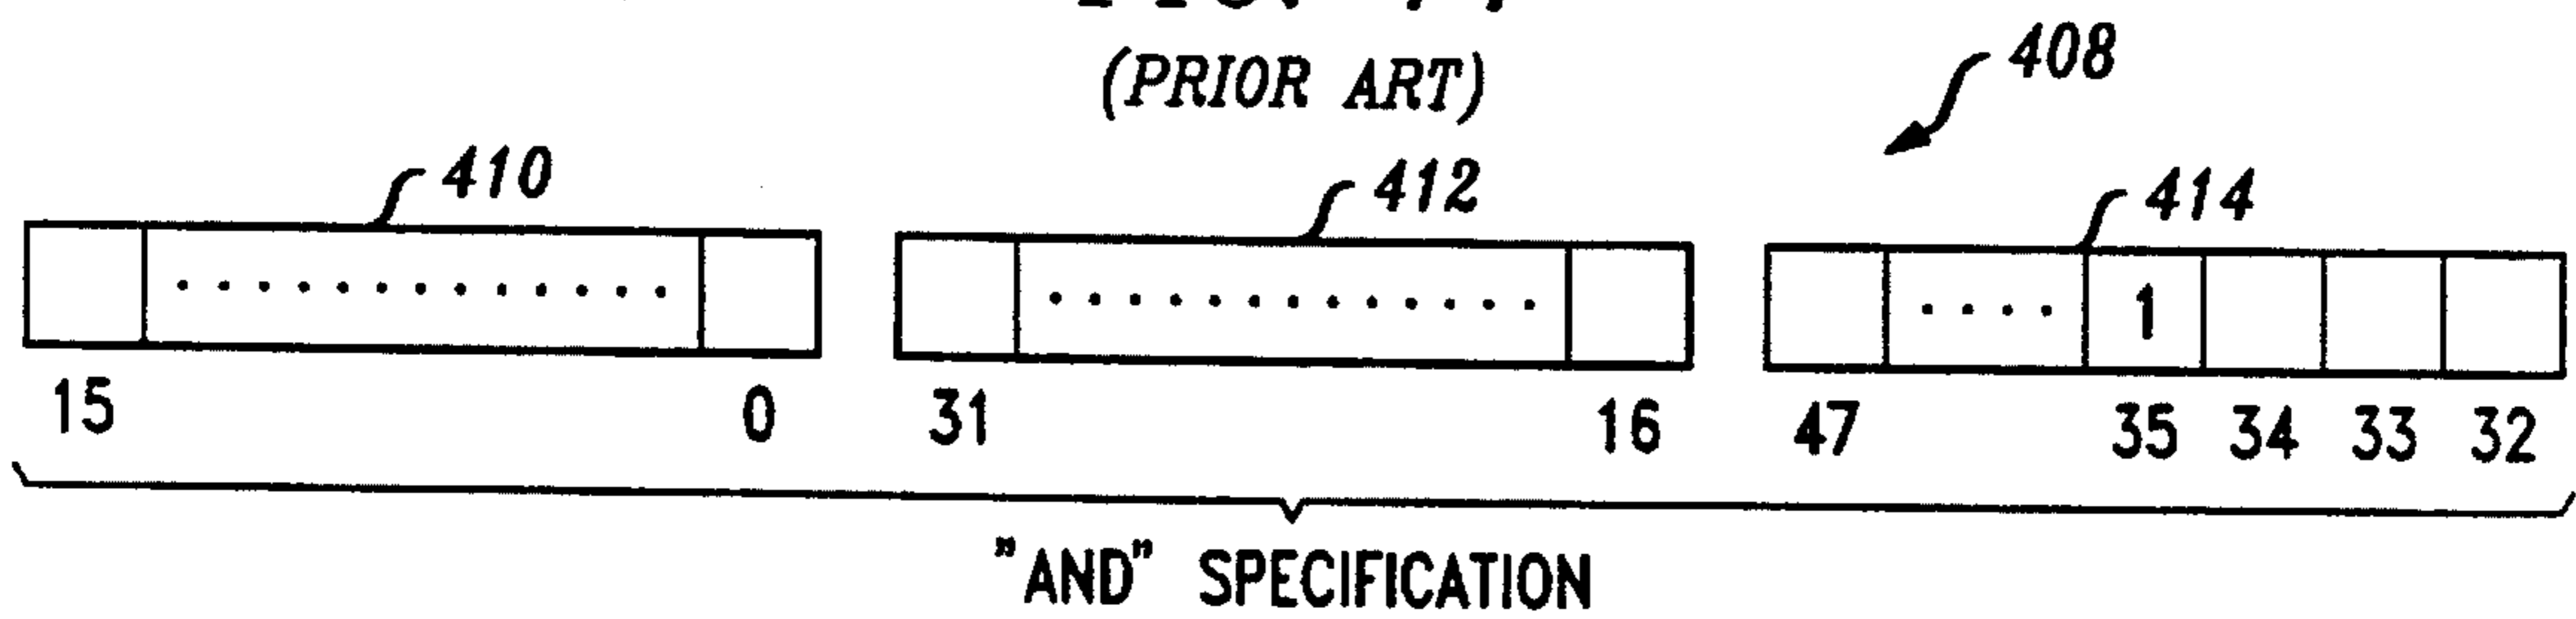 (PRIOR ART)
408
410 412 414
1
15 0 31 16 47 35 34 33 32
"AND" SPECIFICATION